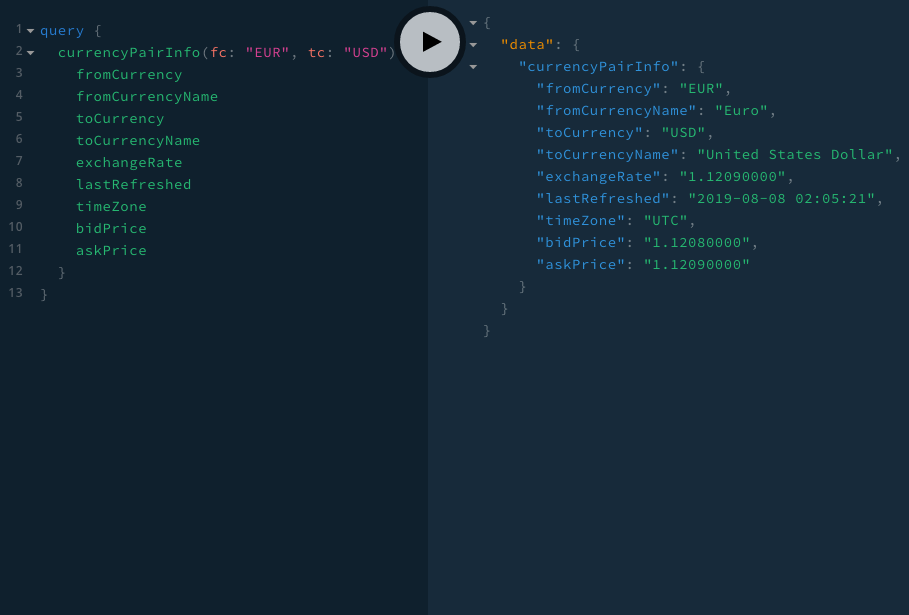 1 query {
2 currencyPairInfo(fc: "EUR", tc: "USD")
3 fromCurrency
4 fromCurrencyName
5 toCurrency
6 toCurrencyName
7 exchangeRate
8 lastRefreshed
9 timeZone
10 bidPrice
11 askPrice
12 }
13 }
{
"data": {
"currencyPairInfo": {
"fromCurrency": "EUR",
"fromCurrencyName": "Euro",
"toCurrency": "USD",
"toCurrencyName": "United States Dollar",
"exchangeRate": "1.12090000",
"lastRefreshed": "2019-08-08 02:05:21",
"timeZone": "UTC",
"bidPrice": "1.12080000",
"askPrice": "1.12090000"
}
}
}